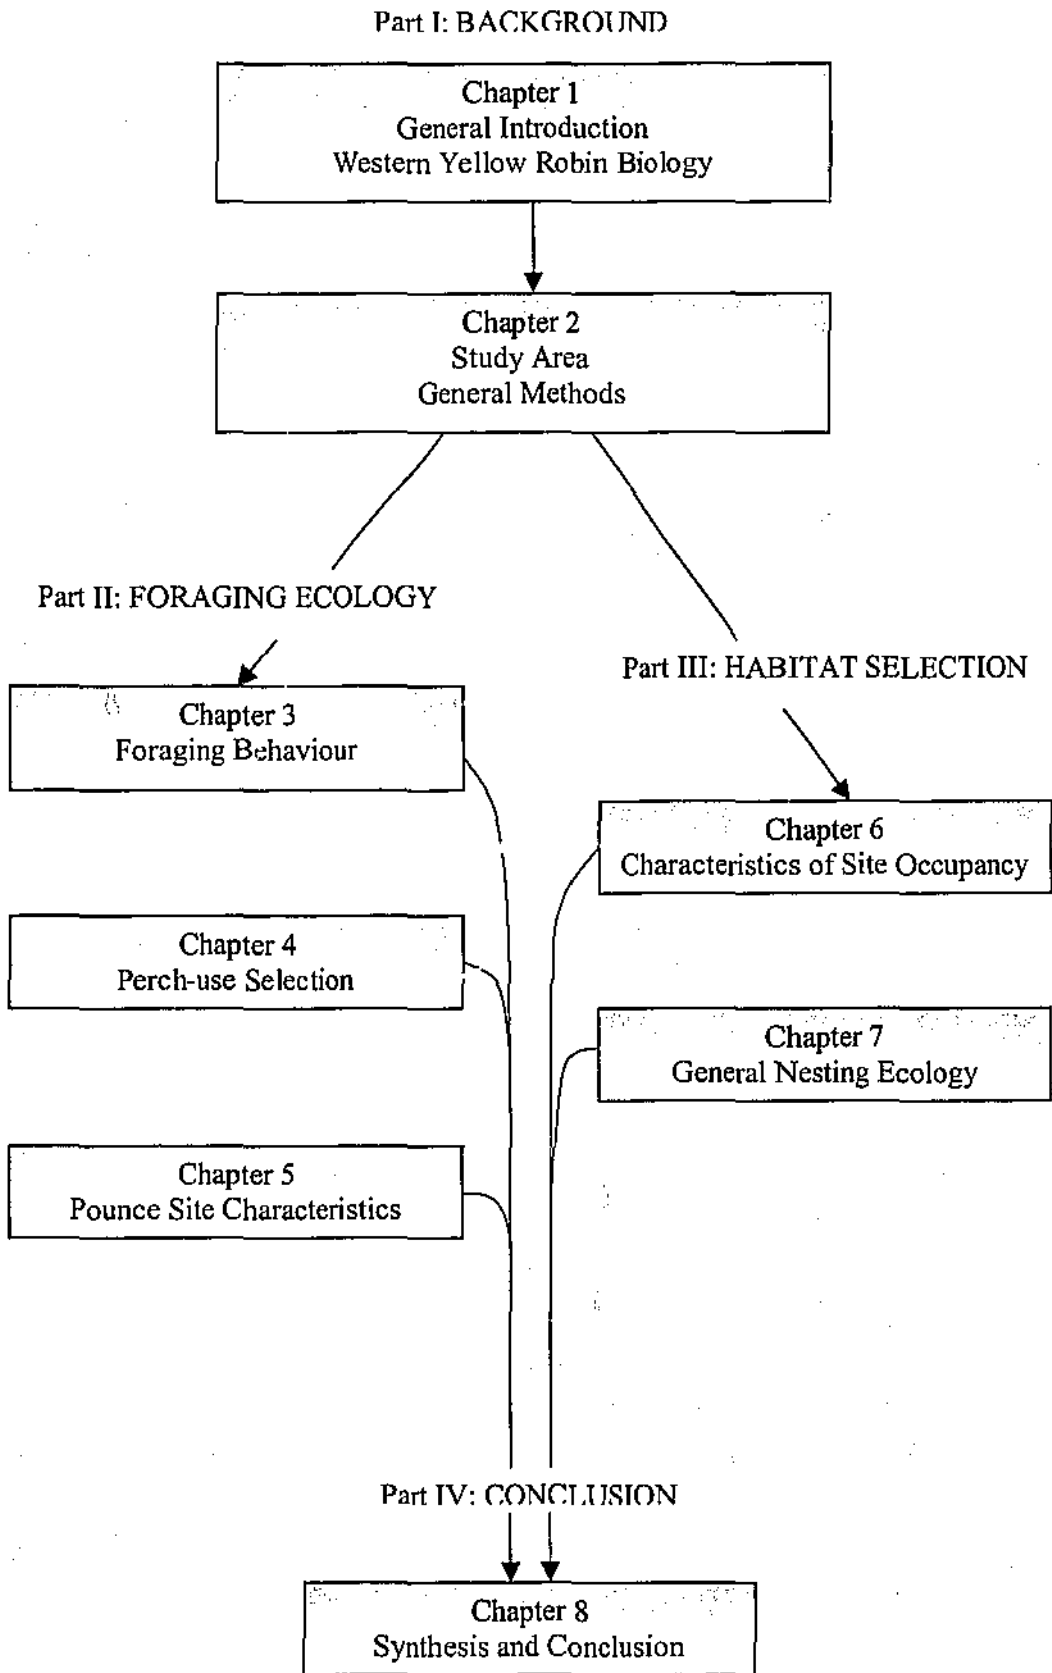 Part I: BACKGROUND
Chapter 1
General Introduction
Western Yellow Robin Biology
Chapter 2
Study Area
General Methods
Part II: FORAGING ECOLOGY
Part III: HABITAT SELECTION
Chapter 3
Foraging Behaviour
Chapter 6
Characteristics of Site Occupancy
Chapter 4
Perch-use Selection
Chapter 7
General Nesting Ecology
Chapter 5
Pounce Site Characteristics
Part IV: CONCLUSION
Chapter 8
Synthesis and Conclusion